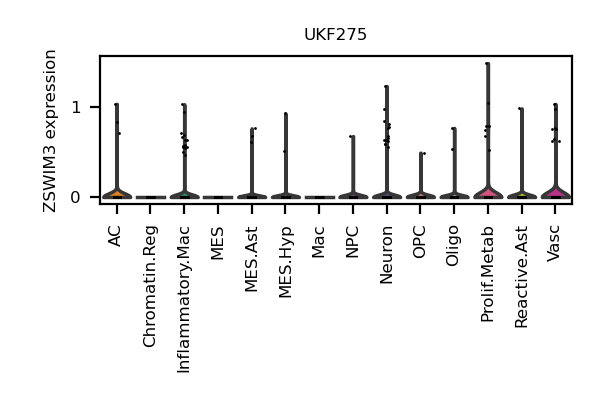 UKF275
ZSWIM3 expression
1
0
AC
Chromatin.Reg
Inflammatory.Mac
MES
MES.Ast
MES.Hyp
Mac
NPC
Neuron
OPC
Oligo
Prolif.Metab
Reactive.Ast
Vasc